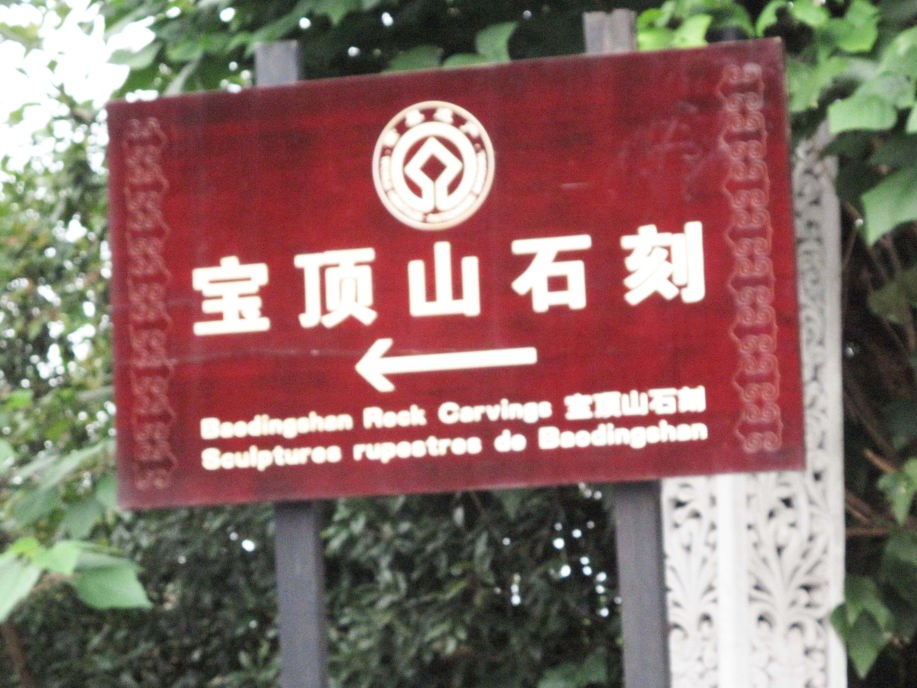 宝顶山石刻
Baodingshan Rock Carvings 宝顶山石刻
Sculptures rupestres de Baodingshan